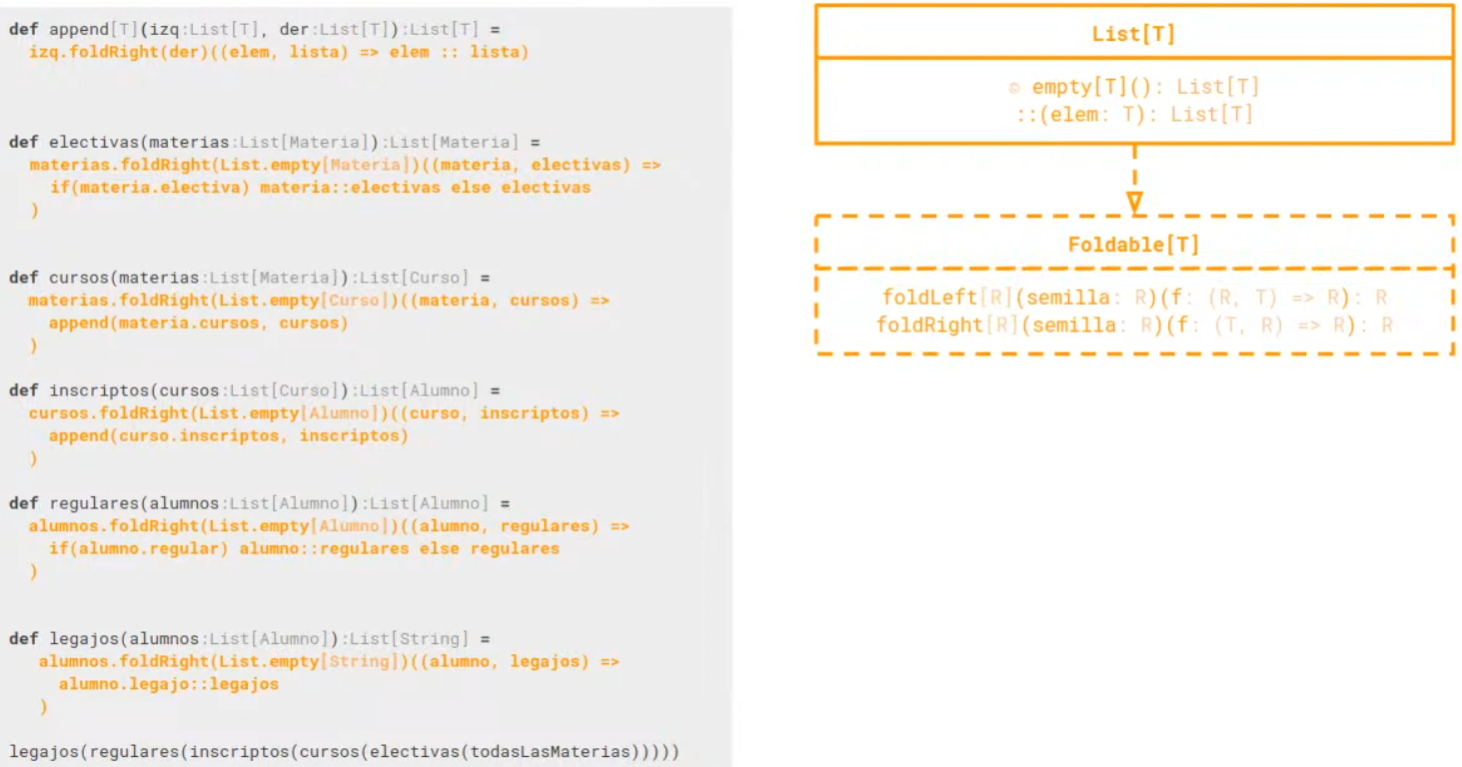 def append[T](izq:List[T], der:List[T]):List[T] =
izq.foldRight(der)((elem, lista) => elem :: lista)
def electivas(materias:List[Materia]):List[Materia] =
materias.foldRight(List.empty[Materia])((materia, electivas) =>
if(materia.electiva) materia::electivas else electivas
)
def cursos(materias:List[Materia]):List[Curso] =
materias.foldRight(List.empty[Curso])((materia, cursos) =>
append(materia.cursos, cursos)
)
def inscriptos(cursos:List[Curso]):List[Alumno] =
cursos.foldRight(List.empty[Alumno])((curso, inscriptos) =>
append(curso.inscriptos, inscriptos)
)
def regulares(alumnos:List[Alumno]):List[Alumno] =
alumnos.foldRight(List.empty[Alumno])((alumno, regulares) =>
if(alumno.regular) alumno::regulares else regulares
)
def legajos(alumnos:List[Alumno]):List[String] =
alumnos.foldRight(List.empty[String])((alumno, legajos) =>
alumno.legajo::legajos
)
legajos(regulares(inscriptos(cursos(electivas(todasLasMaterias)))))
List[T]
empty[T](): List[T]
::(elem: T): List[T]
Foldable[T]
foldLeft[R](semilla: R)(f: (R, T) => R): R
foldRight[R](semilla: R)(f: (T, R) => R): R